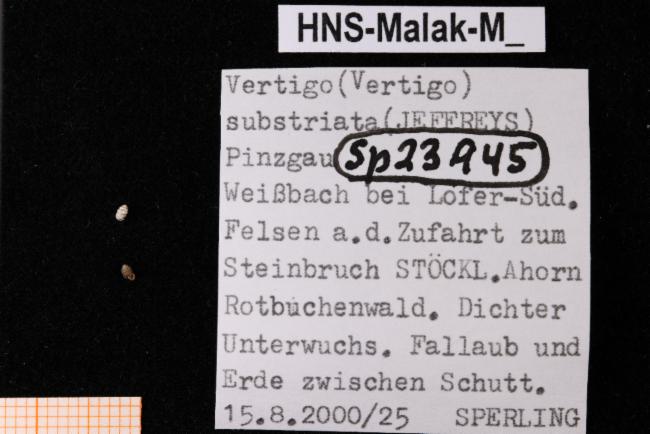 HNS-Malak-M_
Vertigo(Vertigo)
substriata(JEFFREYS)
Pinzgau Sp23945
Weißbach bei Lofer-Süd.
Felsen a.d.Zufahrt zum
Steinbruch STÖCKL.Ahorn
Rotbuchenwald. Dichter
Unterwuchs. Fallaub und
Erde zwischen Schutt.
15.8.2000/25 SPERLING